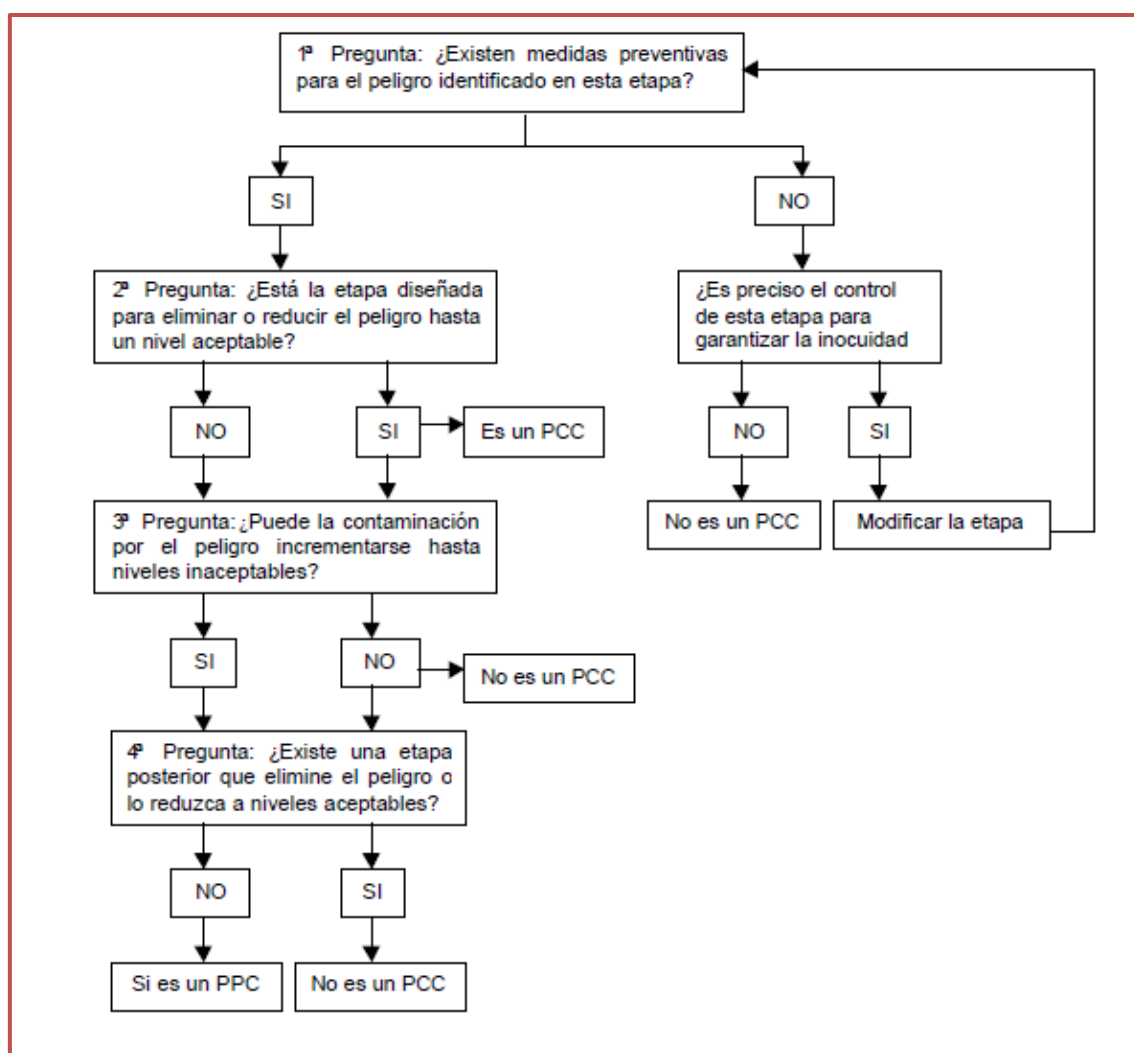 1ª Pregunta: ¿Existen medidas preventivas
para el peligro identificado en esta etapa?
SI
NO
2ª Pregunta: ¿Está la etapa diseñada
para eliminar o reducir el peligro hasta
un nivel aceptable?
¿Es preciso el control
de esta etapa para
garantizar la inocuidad
NO
SI
Es un PCC
NO
SI
3ª Pregunta:¿Puede la contaminación
por el peligro incrementarse hasta
niveles inaceptables?
No es un PCC
Modificar la etapa
SI
NO
No es un PCC
4ª Pregunta: ¿Existe una etapa
posterior que elimine el peligro o
lo reduzca a niveles aceptables?
NO
SI
Si es un PPC
No es un PCC